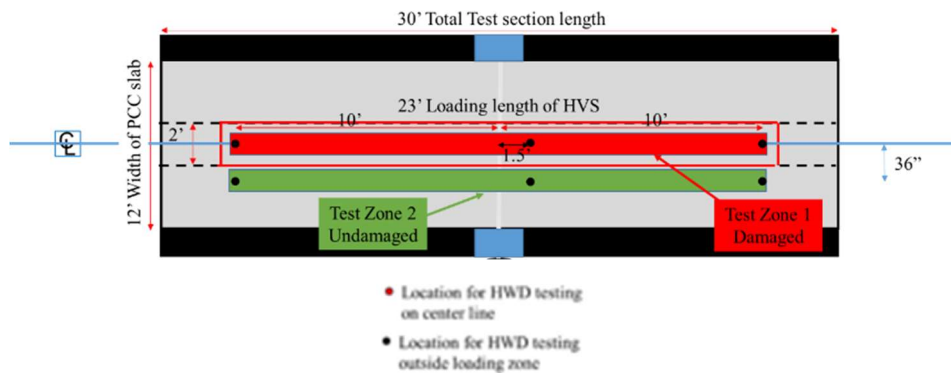 30’ Total Test section length
12’ Width of PCC slab
23’ Loading length of HVS
10’
10’
2’
1.5’
CL
36”
Test Zone 2
Undamaged
Test Zone 1
Damaged
Location for HWD testing
on center line
Location for HWD testing
outside loading zone